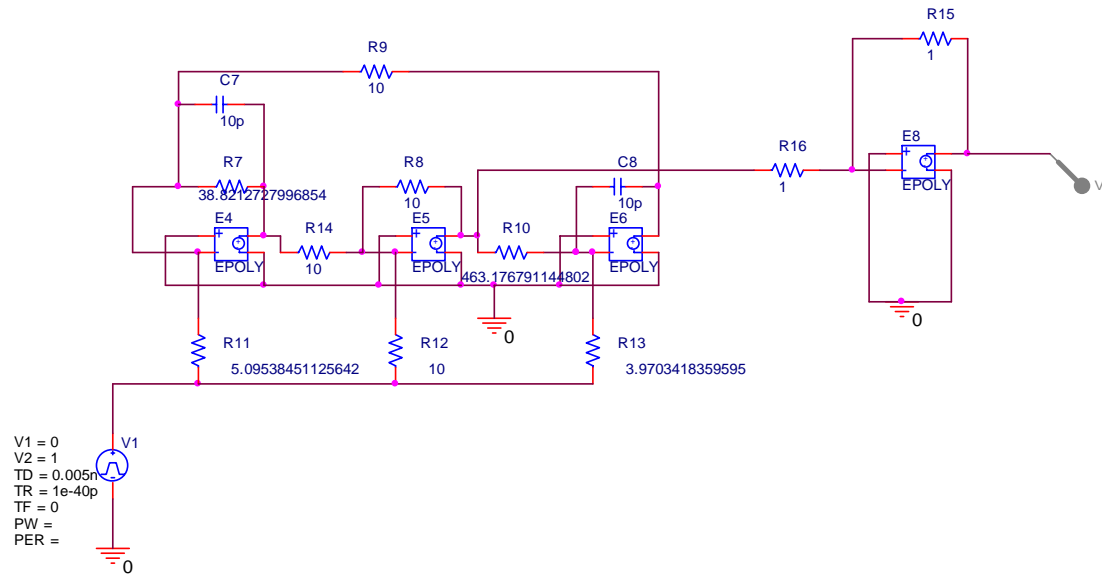 R15
1
R9
10
C7
10p
E8
R16
1
EPOLY
V
R7
38.8212727996854
R8
10
C8
10p
E4
R14
E5
R10
E6
EPOLY
10
EPOLY
463.176791144802
EPOLY
0
0
R11
5.09538451125642
R12
10
R13
3.9703418359595
V1 = 0
V2 = 1
TD = 0.005n
TR = 1e-40p
TF = 0
PW =
PER =
V1
0